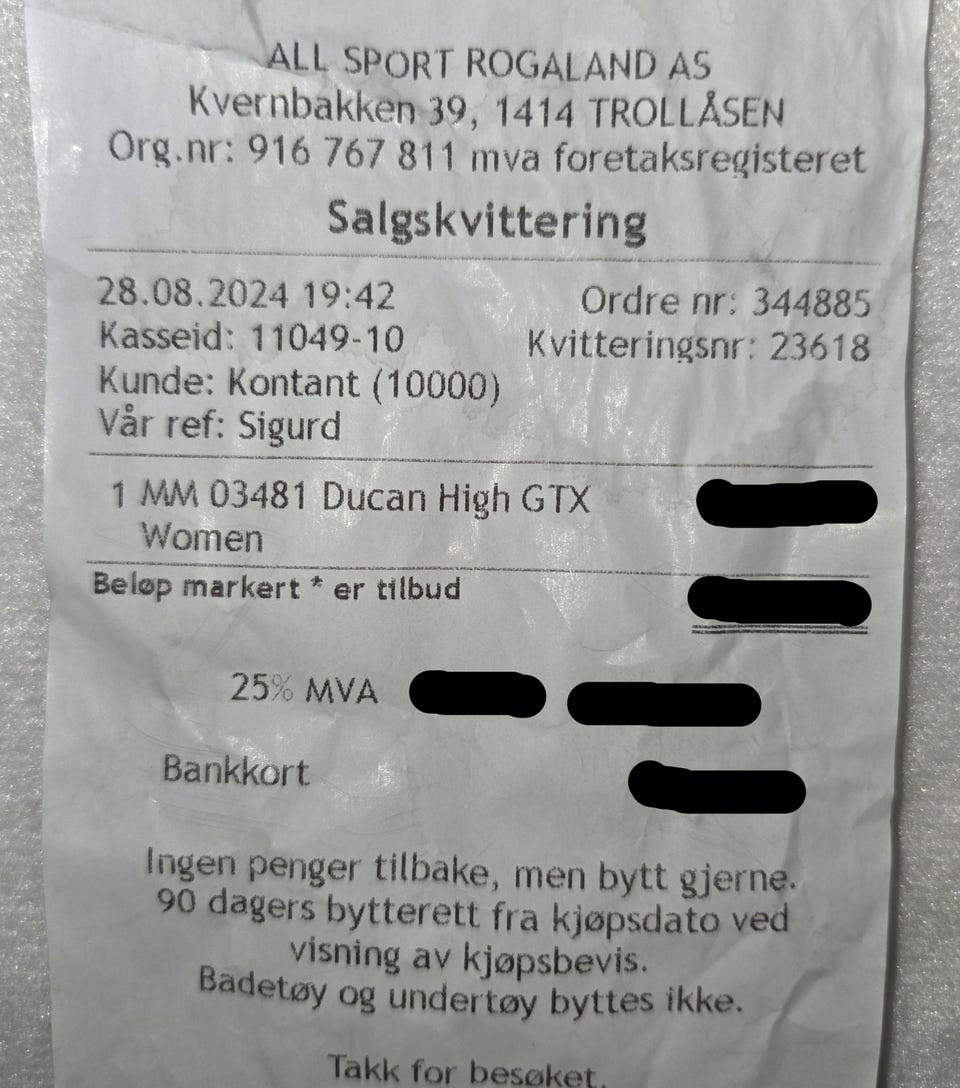 ALL SPORT ROGALAND AS
Kvernbakken 39, 1414 TROLLÅSEN
Org.nr: 916 767 811 mva foretaksregisteret
Salgskvittering
28.08.2024 19:42 Ordre nr: 344885
Kasseid: 11049-10 Kvitteringsnr: 23618
Kunde: Kontant (10000)
Vår ref: Sigurd
1 MM 03481 Ducan High GTX
Women
Beløp markert * er tilbud
25% MVA
Bankkort
Ingen penger tilbake, men bytt gjerne.
90 dagers bytterett fra kjøpsdato ved
visning av kjøpsbevis.
Badetøy og undertøy byttes ikke.
Takk for besøket.